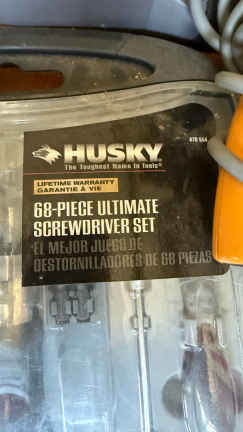 HUSKY
The Toughest Name In Tools
LIFETIME WARRANTY
GARANTIE À VIE
68-PIECE ULTIMATE
SCREWDRIVER SET
EL MEJOR JUEGO DE
DESTORNILLADORES DE 68 PIEZAS